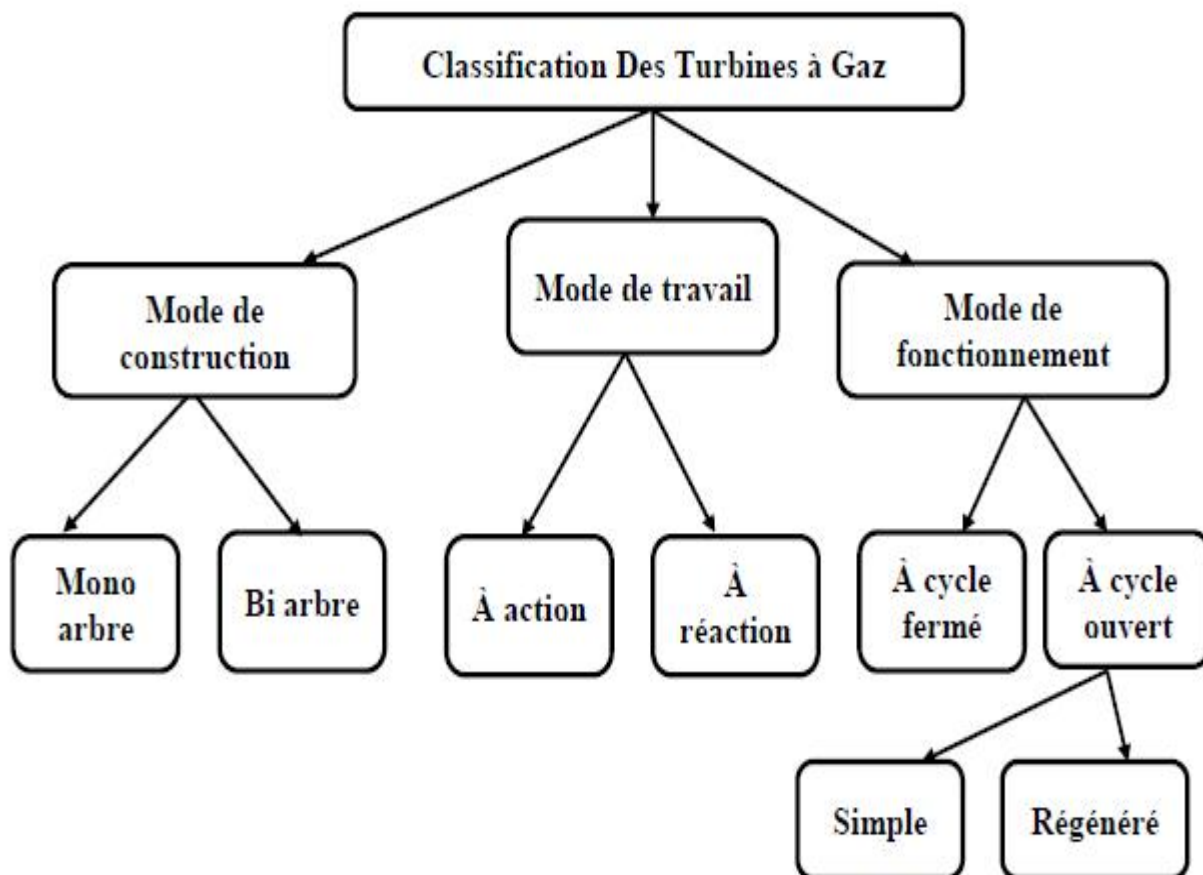 Classification Des Turbines à Gaz
Mode de
construction
Mode de travail
Mode de
fonctionnement
Mono
arbre
Bi arbre
À action
À
réaction
À cycle
fermé
À cycle
ouvert
Simple
Régénéré